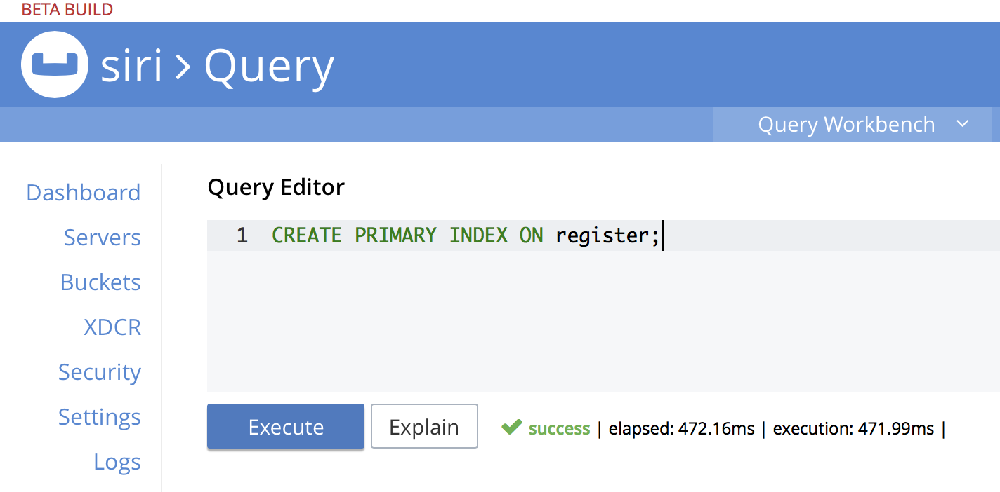 BETA BUILD
siri > Query
Query Workbench
Dashboard
Servers
Buckets
XDCR
Security
Settings
Logs
Query Editor
1 CREATE PRIMARY INDEX ON register;
Execute Explain success | elapsed: 472.16ms | execution: 471.99ms |